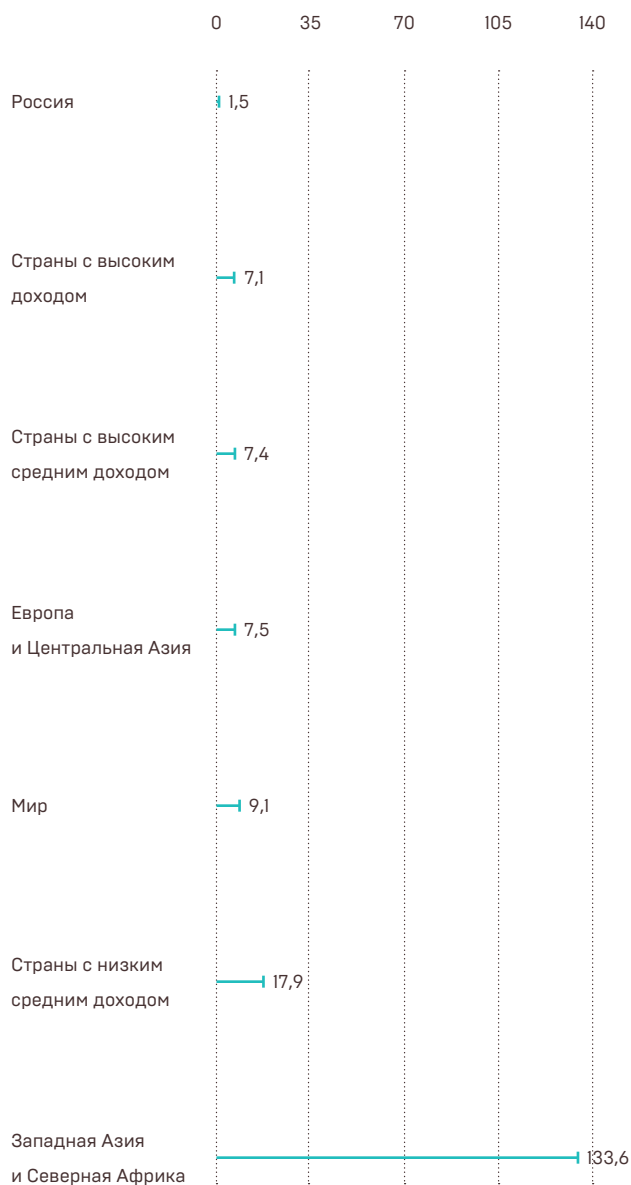 0 35 70 105 140
Россия 1,5
Страны с высоким
доходом
7,1
Страны с высоким
средним доходом
7,4
Европа
и Центральная Азия
7,5
Мир 9,1
Страны с низким
средним доходом
17,9
Западная Азия
и Северная Африка
133,6